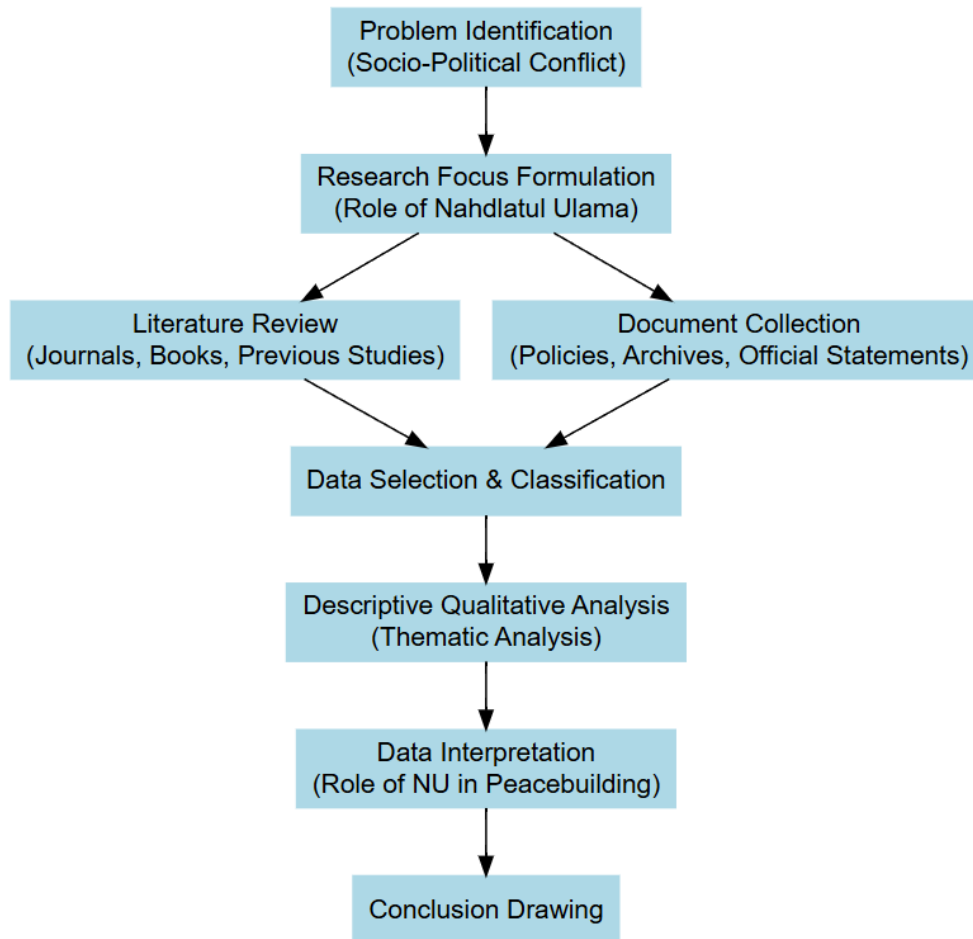 Problem Identification
(Socio-Political Conflict)
Research Focus Formulation
(Role of Nahdlatul Ulama)
Literature Review
(Journals, Books, Previous Studies)
Document Collection
(Policies, Archives, Official Statements)
Data Selection & Classification
Descriptive Qualitative Analysis
(Thematic Analysis)
Data Interpretation
(Role of NU in Peacebuilding)
Conclusion Drawing